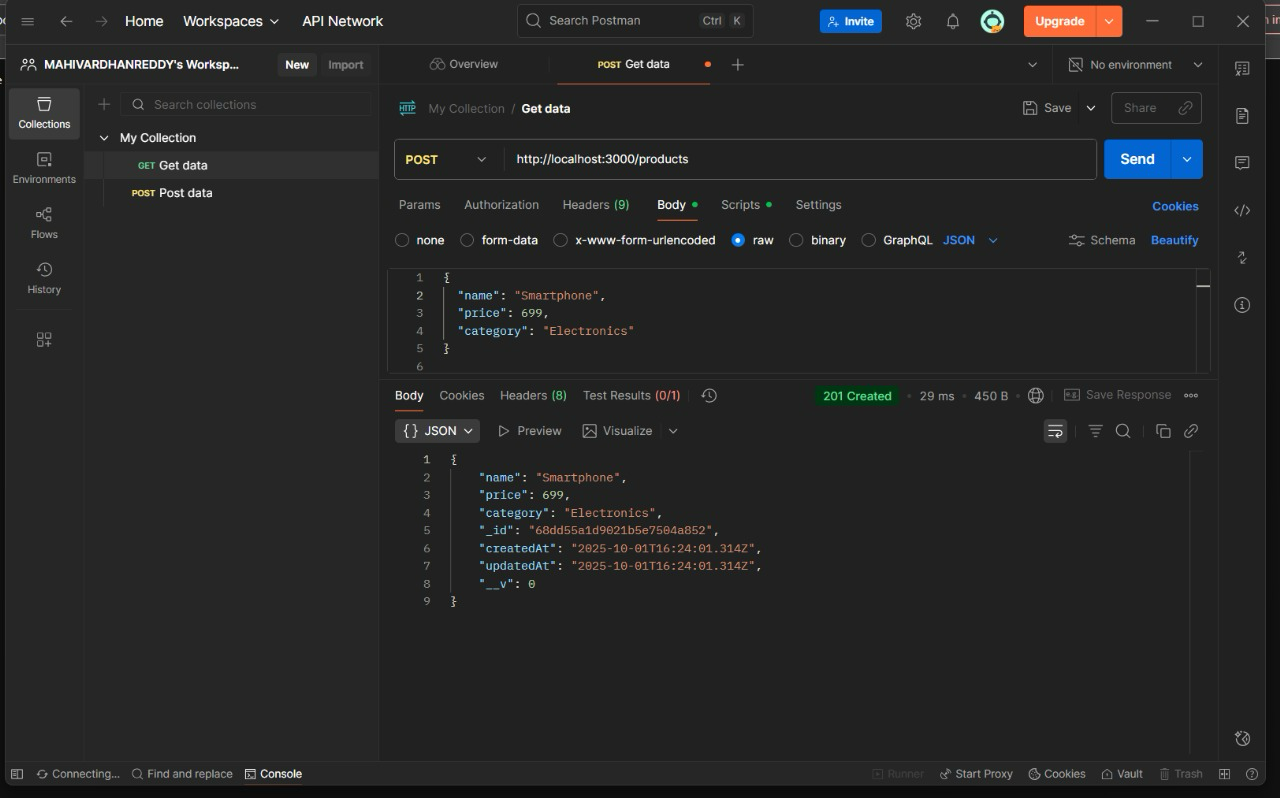 Home Workspaces API Network Search Postman Ctrl K Invite Upgrade
MAHIVARDHANREDDY's Worksp... New Import Overview POST Get data No environment
Collections
Environments
Flows
History
Search collections
My Collection
GET Get data
POST Post data
HTTP My Collection / Get data Save Share
POST http://localhost:3000/products Send
Params Authorization Headers (9) Body Scripts Settings Cookies
none form-data x-www-form-urlencoded raw binary GraphQL JSON Schema Beautify
1 {
2 "name": "Smartphone",
3 "price": 699,
4 "category": "Electronics"
5 }
6
Body Cookies Headers (8) Test Results (0/1) 201 Created • 29 ms • 450 B • Save Response
{} JSON Preview Visualize
1 {
2 "name": "Smartphone",
3 "price": 699,
4 "category": "Electronics",
5 "_id": "68dd55a1d9021b5e7504a852",
6 "createdAt": "2025-10-01T16:24:01.314Z",
7 "updatedAt": "2025-10-01T16:24:01.314Z",
8 "__v": 0
9 }
Connecting... Find and replace Console Runner Start Proxy Cookies Vault Trash